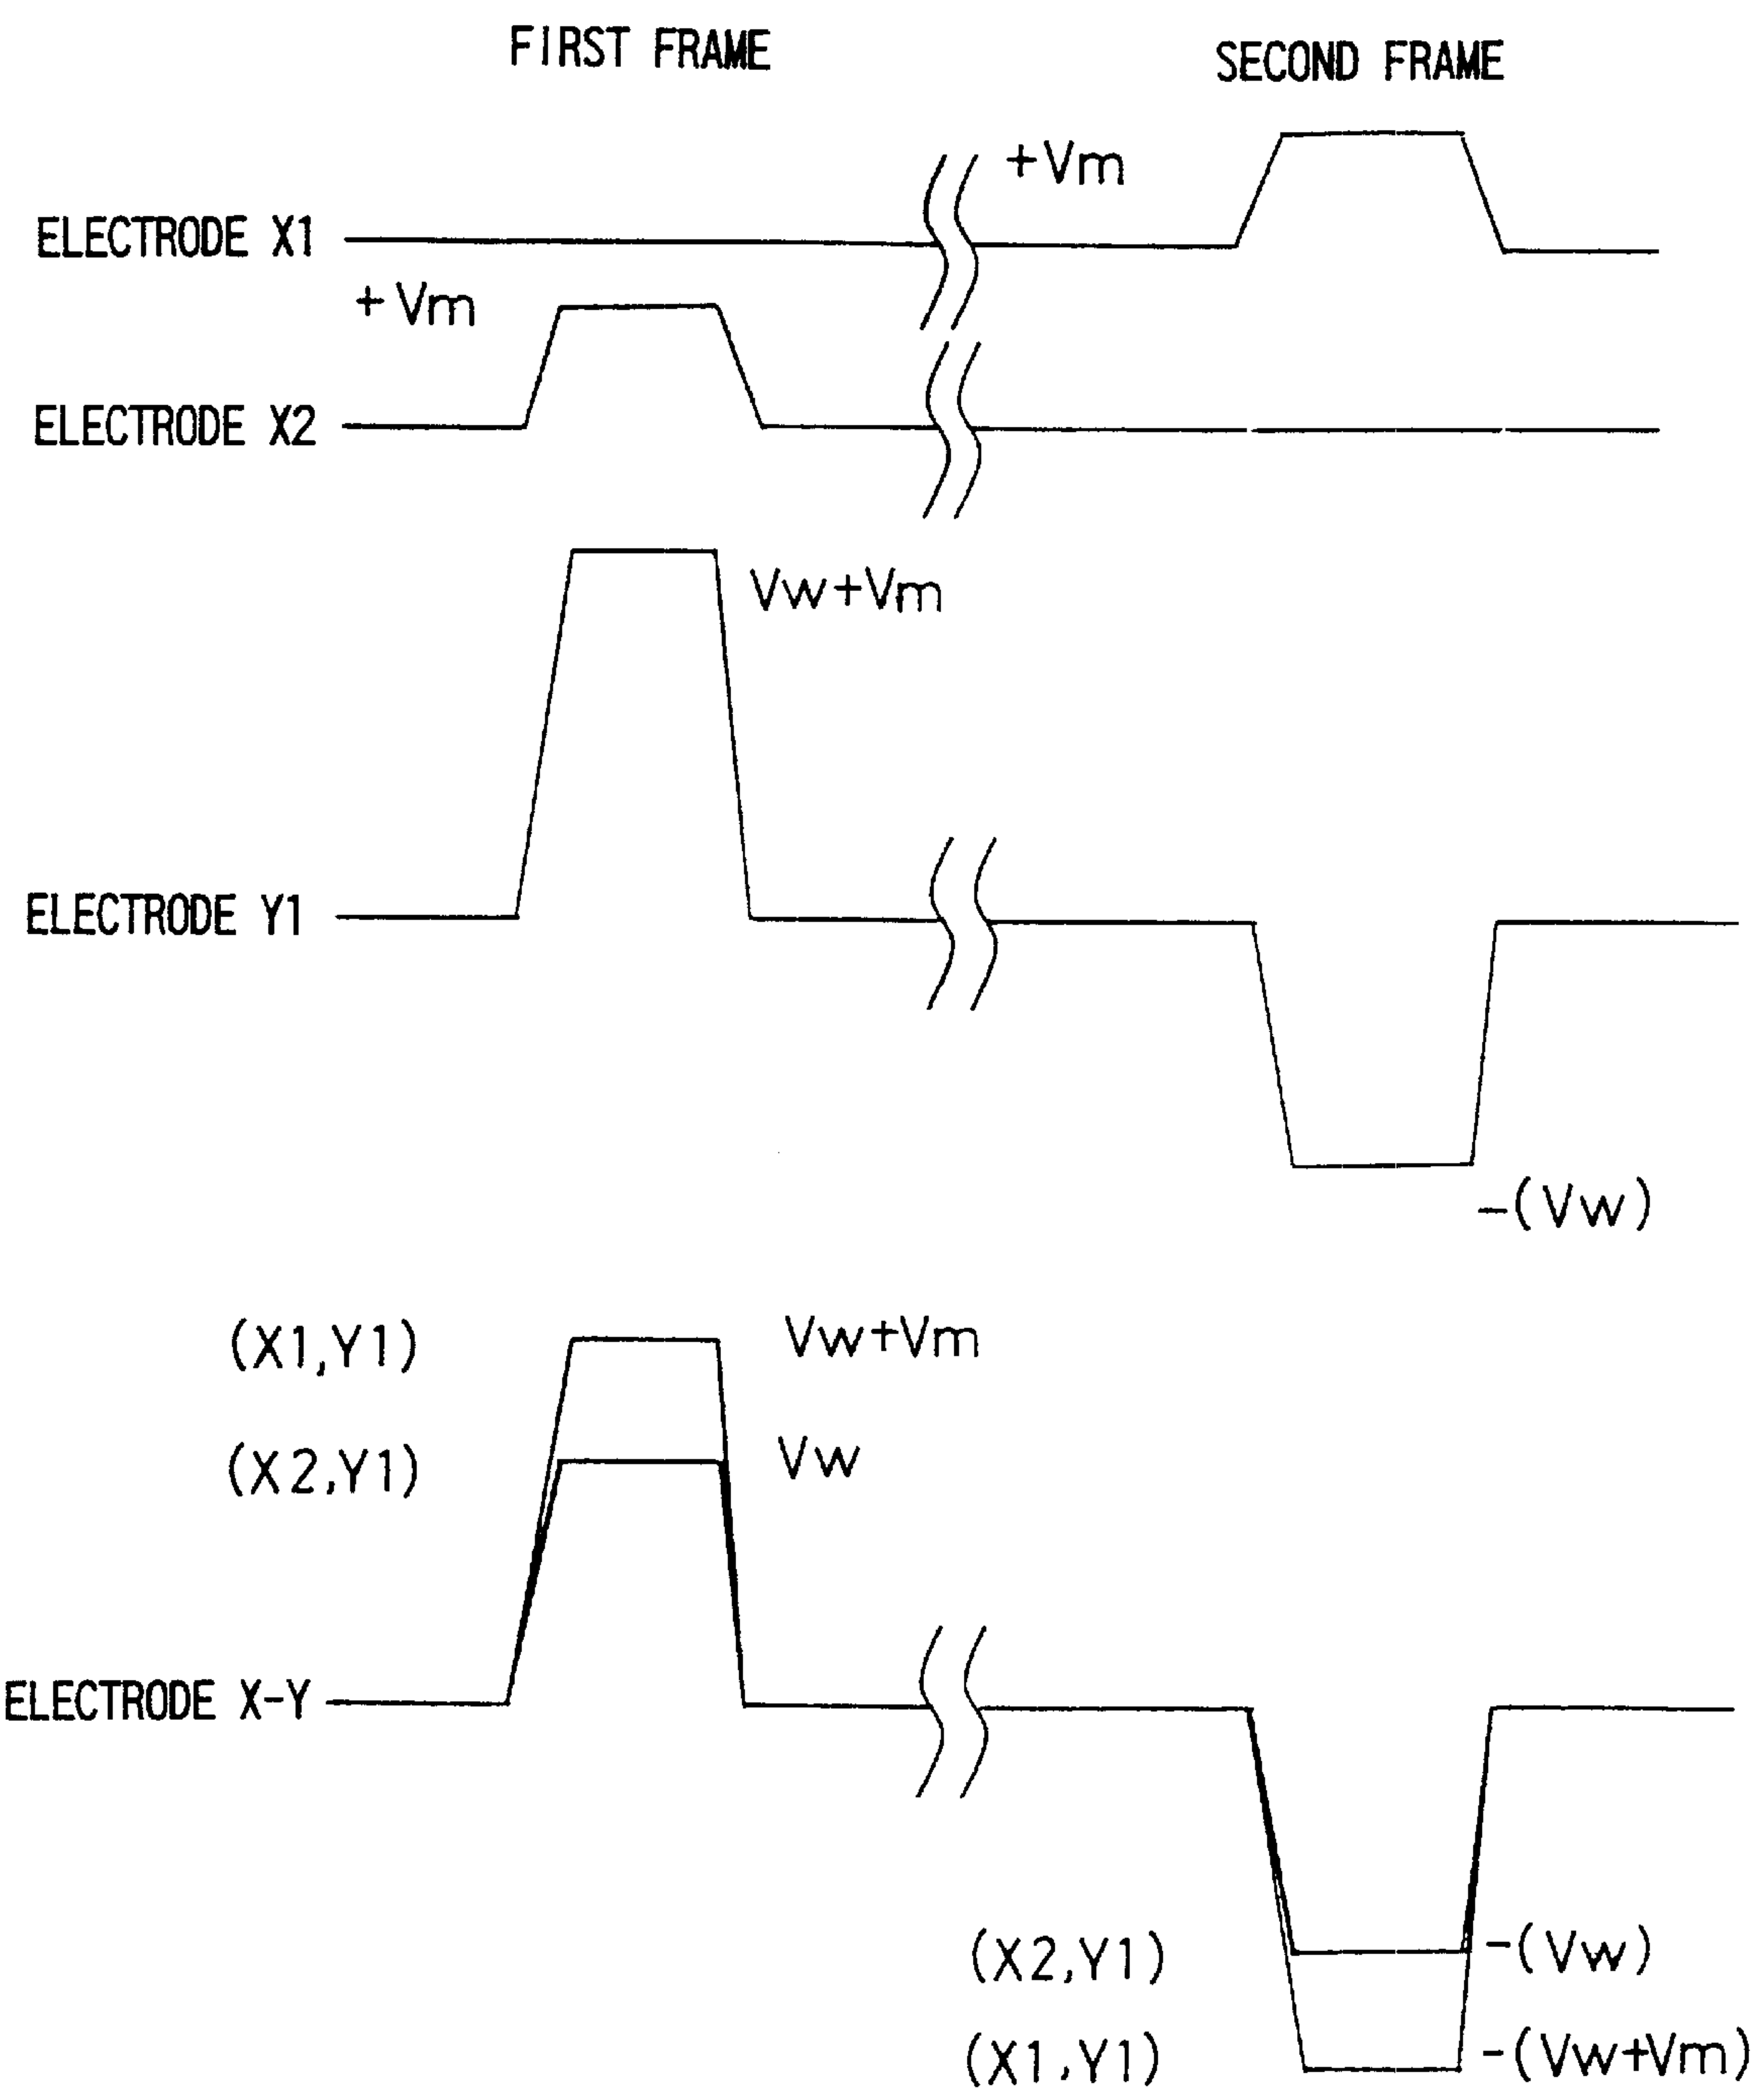 FIRST FRAME
SECOND FRAME
+Vm
ELECTRODE X1
+Vm
ELECTRODE X2
Vw+Vm
ELECTRODE Y1
-(Vw)
(X1,Y1)
Vw+Vm
(X2,Y1)
Vw
ELECTRODE X-Y
(X2,Y1)
-(Vw)
(X1,Y1)
-(Vw+Vm)